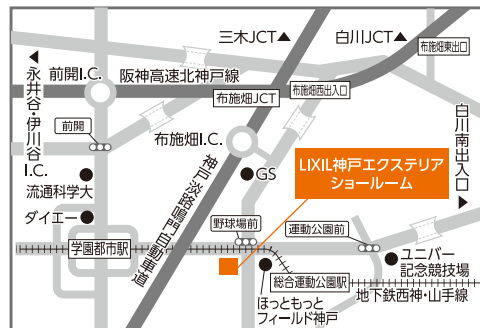 三木JCT▲
白川JCT▲
布施畑東出口
◀永井谷・伊川谷I.C.
前開I.C.
阪神高速北神戸線
布施畑JCT
布施畑西出入口
前開
布施畑I.C.
白川南出入口▶
流通科学大
GS
LIXIL神戸エクステリア
ショールーム
ダイエー
神戸淡路鳴門自動車道
野球場前
運動公園前
学園都市駅
総合運動公園駅
ユニバー
記念競技場
ほっともっと
フィールド神戸
地下鉄西神・山手線